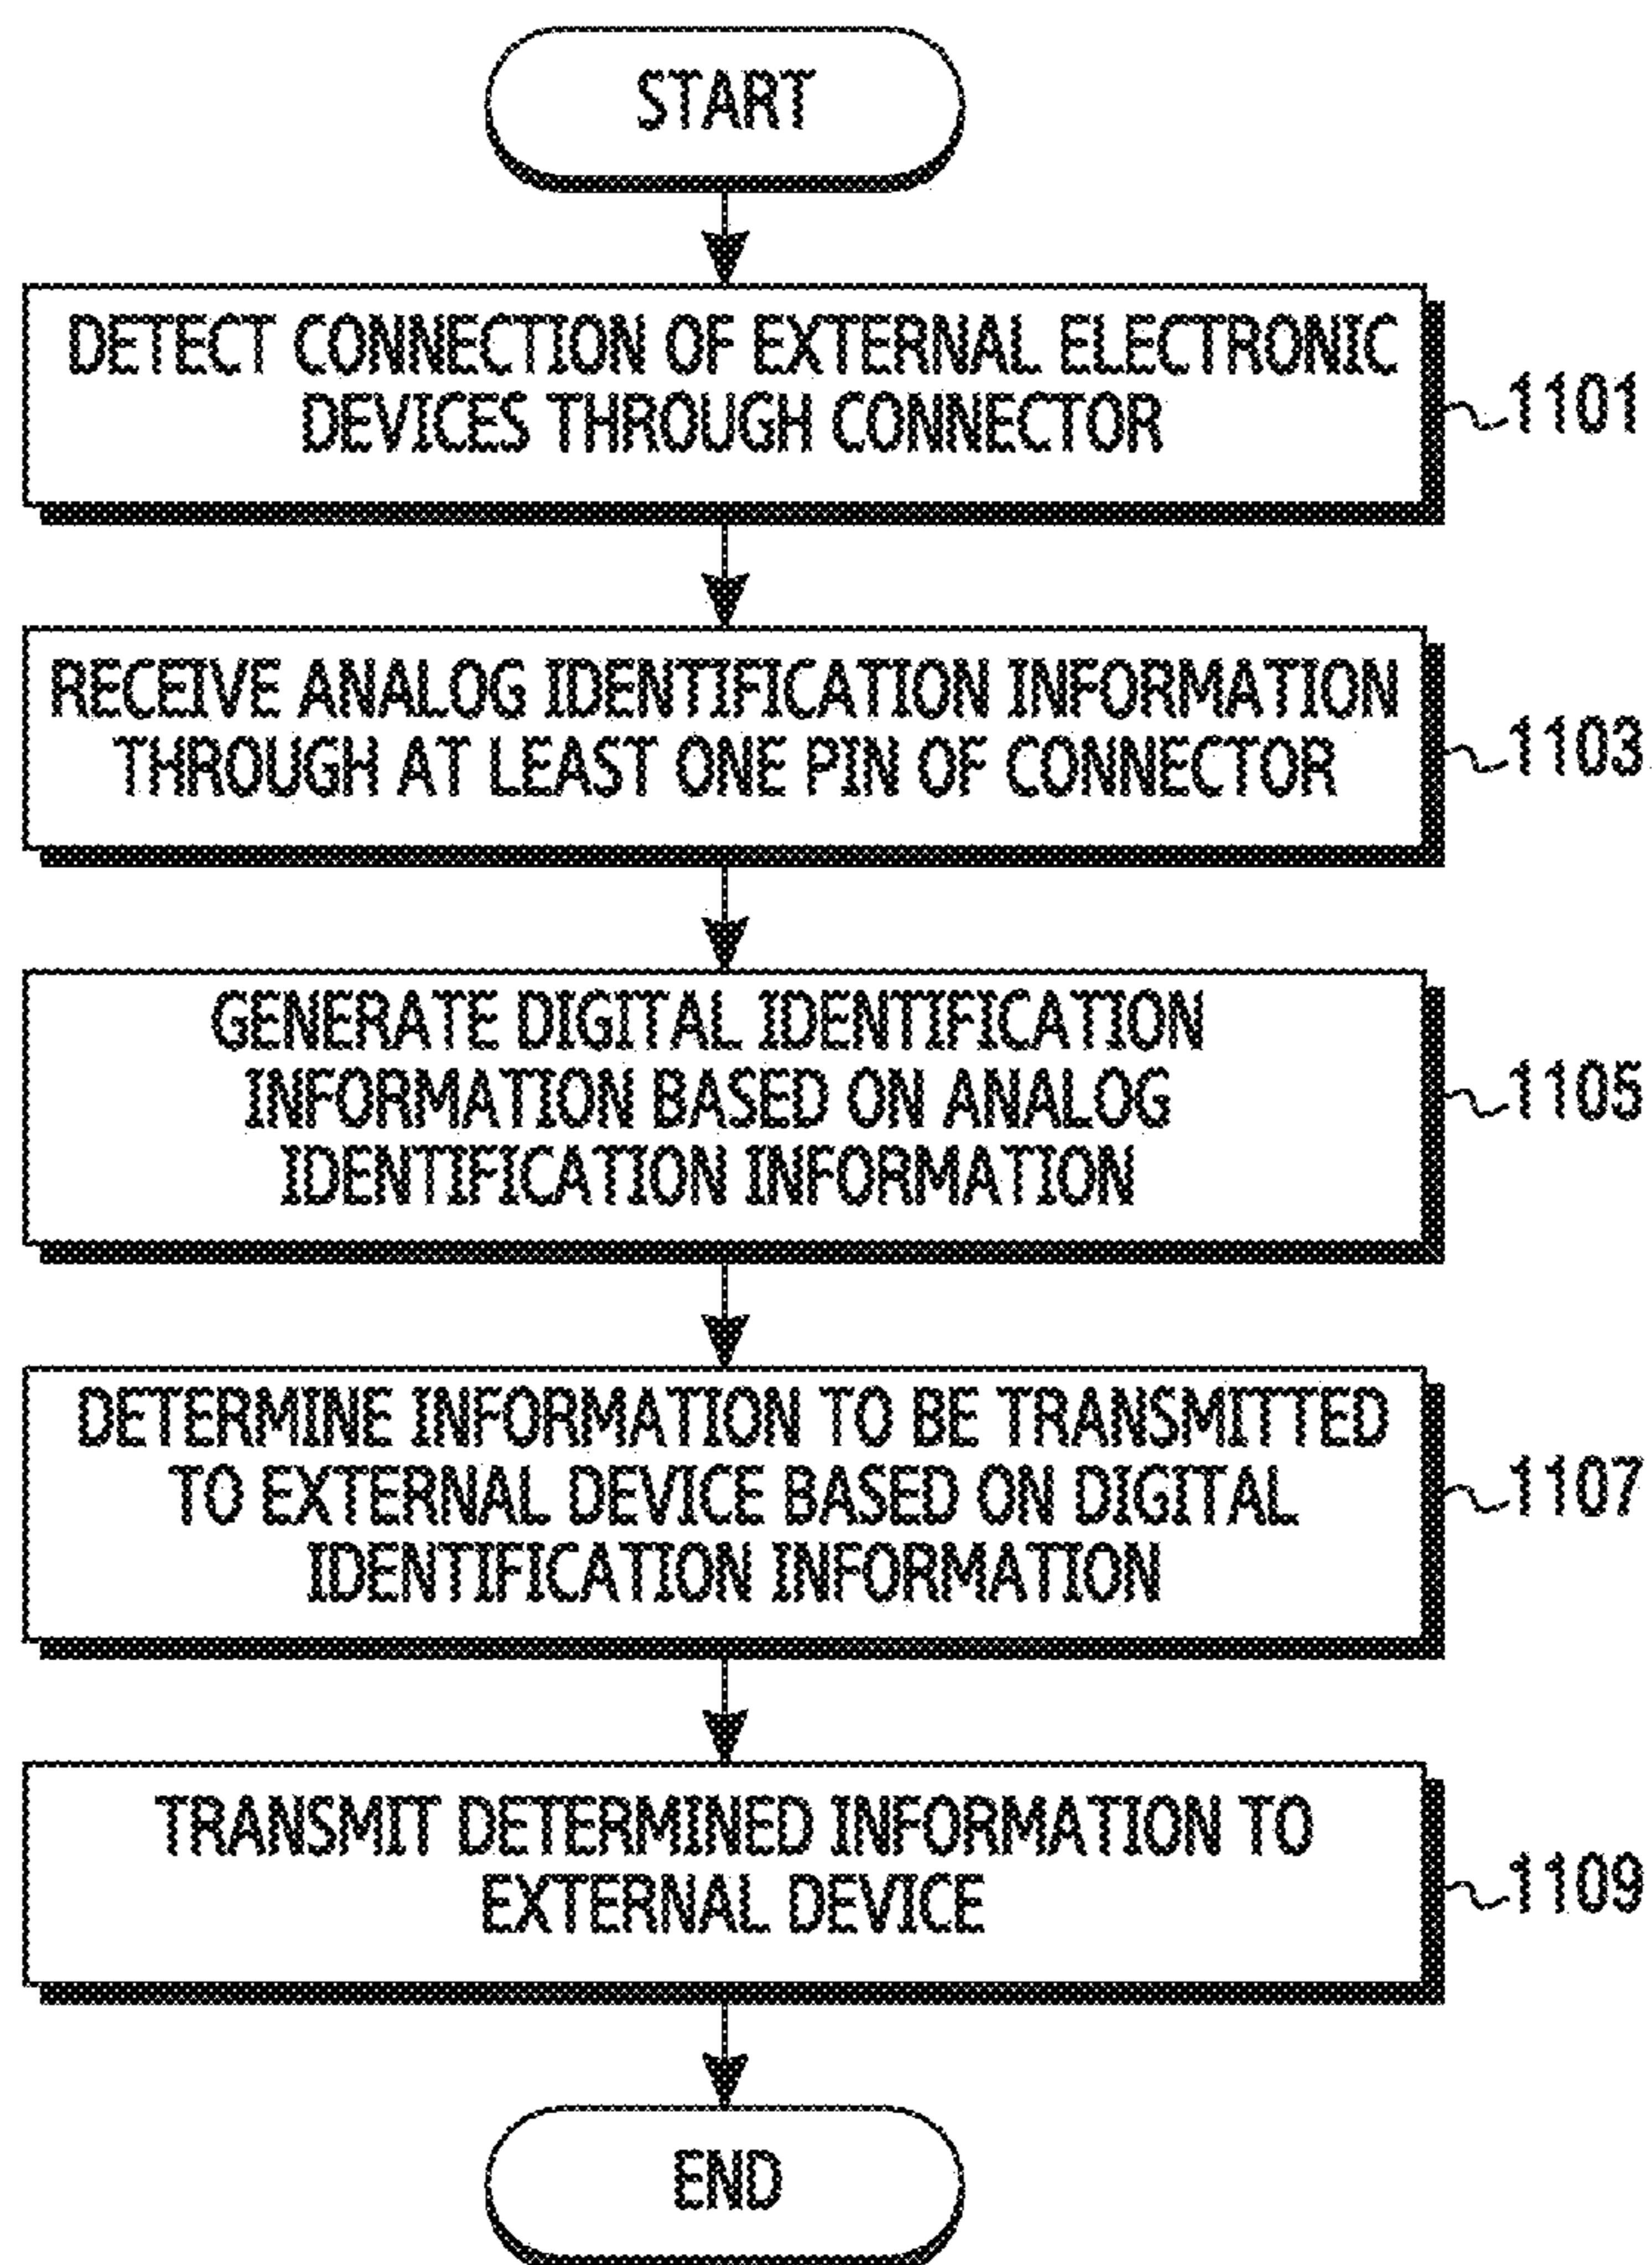 START
DETECT CONNECTION OF EXTERNAL ELECTRONIC
DEVICES THROUGH CONNECTOR
1101
RECEIVE ANALOG IDENTIFICATION INFORMATION
THROUGH AT LEAST ONE PIN OF CONNECTOR
1103
GENERATE DIGITAL IDENTIFICATION
INFORMATION BASED ON ANALOG
IDENTIFICATION INFORMATION
1105
DETERMINE INFORMATION TO BE TRANSMITTED
TO EXTERNAL DEVICE BASED ON DIGITAL
IDENTIFICATION INFORMATION
1107
TRANSMIT DETERMINED INFORMATION TO
EXTERNAL DEVICE
1109
END